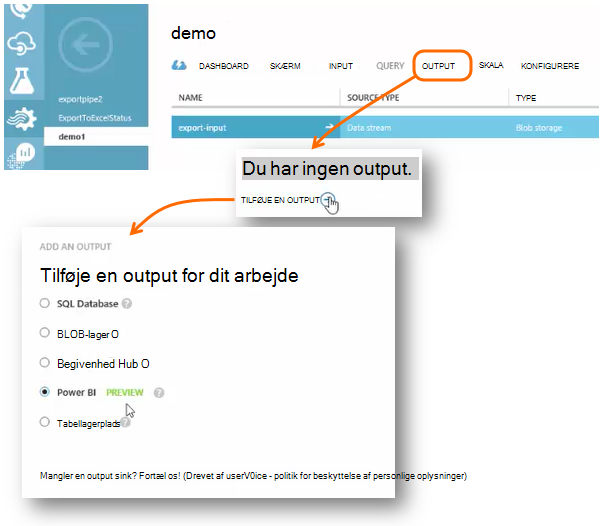 demo
DASHBOARD SKÆRM INPUT QUERY OUTPUT SKALA KONFIGURERE
exportpipe2
ExportToExcelStatus
demo1
NAME SOURCE TYPE TYPE
export-input Data stream Blob storage
Du har ingen output.
TILFØJE EN OUTPUT
ADD AN OUTPUT
Tilføje en output for dit arbejde
SQL Database ?
BLOB-lager O
Begivenhed Hub O
Power BI PREVIEW ?
Tabellagerplads ?
Mangler en output sink? Fortæl os! (Drevet af userV0ice - politik for beskyttelse af personlige oplysninger)